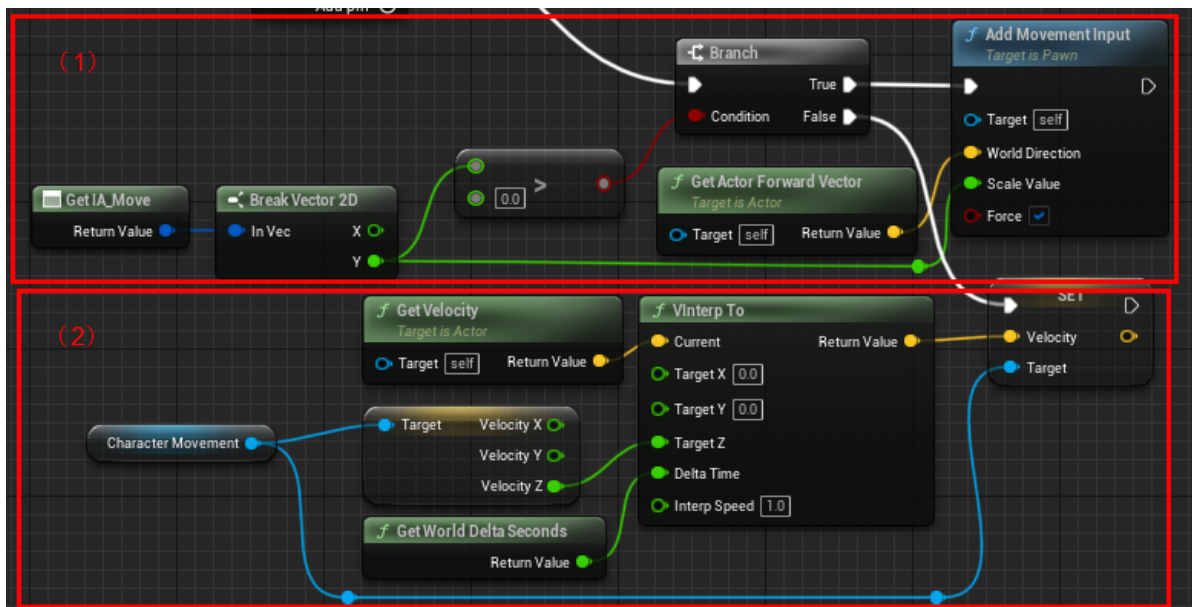 Add pin
（1）
Branch
True
Condition
False
Add Movement Input
Target is Pawn
Target self
World Direction
Scale Value
Force
Get IA_Move
Return Value
Break Vector 2D
In Vec
X
Y
0.0
>
Get Actor Forward Vector
Target is Actor
Target self
Return Value
（2）
Get Velocity
Target is Actor
Target self
Return Value
VInterp To
Current
Return Value
Target X 0.0
Target Y 0.0
Target Z
Delta Time
Interp Speed 1.0
SET
Velocity
Target
Character Movement
Target
Velocity X
Velocity Y
Velocity Z
Get World Delta Seconds
Return Value